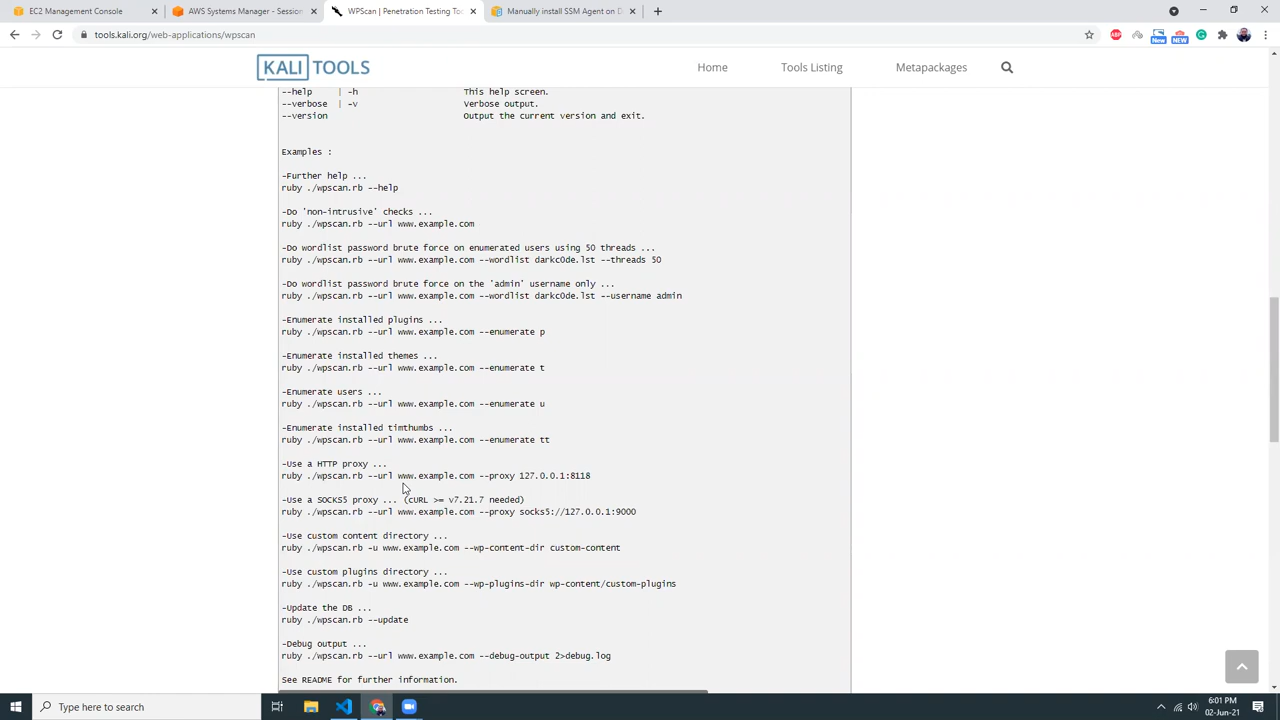 EC2 Management Console
AWS Systems Manager - Session
WPScan | Penetration Testing Too
Manually install SSM Agent on D
tools.kali.org/web-applications/wpscan
ABP
New
NEW
KALI TOOLS
Home
Tools Listing
Metapackages
--help | -h This help screen.
--verbose | -v Verbose output.
--version Output the current version and exit.
Examples :
-Further help ...
ruby ./wpscan.rb --help
-Do 'non-intrusive' checks ...
ruby ./wpscan.rb --url www.example.com
-Do wordlist password brute force on enumerated users using 50 threads ...
ruby ./wpscan.rb --url www.example.com --wordlist darkc0de.lst --threads 50
-Do wordlist password brute force on the 'admin' username only ...
ruby ./wpscan.rb --url www.example.com --wordlist darkc0de.lst --username admin
-Enumerate installed plugins ...
ruby ./wpscan.rb --url www.example.com --enumerate p
-Enumerate installed themes ...
ruby ./wpscan.rb --url www.example.com --enumerate t
-Enumerate users ...
ruby ./wpscan.rb --url www.example.com --enumerate u
-Enumerate installed timthumbs ...
ruby ./wpscan.rb --url www.example.com --enumerate tt
-Use a HTTP proxy ...
ruby ./wpscan.rb --url www.example.com --proxy 127.0.0.1:8118
-Use a SOCKS5 proxy ... (cURL >= v7.21.7 needed)
ruby ./wpscan.rb --url www.example.com --proxy socks5://127.0.0.1:9000
-Use custom content directory ...
ruby ./wpscan.rb -u www.example.com --wp-content-dir custom-content
-Use custom plugins directory ...
ruby ./wpscan.rb -u www.example.com --wp-plugins-dir wp-content/custom-plugins
-Update the DB ...
ruby ./wpscan.rb --update
-Debug output ...
ruby ./wpscan.rb --url www.example.com --debug-output 2>debug.log
See README for further information.
Type here to search
6:01 PM
02-Jun-21